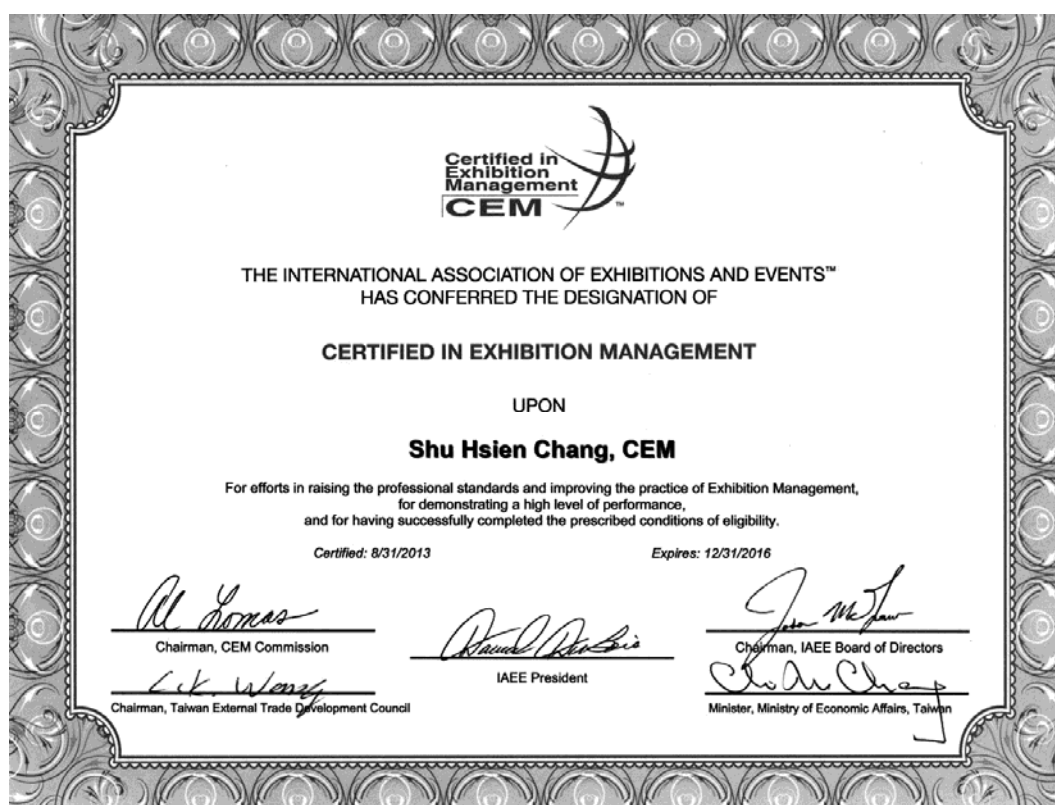 Certified in
Exhibition
Management
CEM ™
THE INTERNATIONAL ASSOCIATION OF EXHIBITIONS AND EVENTS™
HAS CONFERRED THE DESIGNATION OF
CERTIFIED IN EXHIBITION MANAGEMENT
UPON
Shu Hsien Chang, CEM
For efforts in raising the professional standards and improving the practice of Exhibition Management,
for demonstrating a high level of performance,
and for having successfully completed the prescribed conditions of eligibility.
Certified: 8/31/2013 Expires: 12/31/2016
Al Lomas
Chairman, CEM Commission
IAEE President
Chairman, IAEE Board of Directors
Chairman, Taiwan External Trade Development Council
Minister, Ministry of Economic Affairs, Taiwan